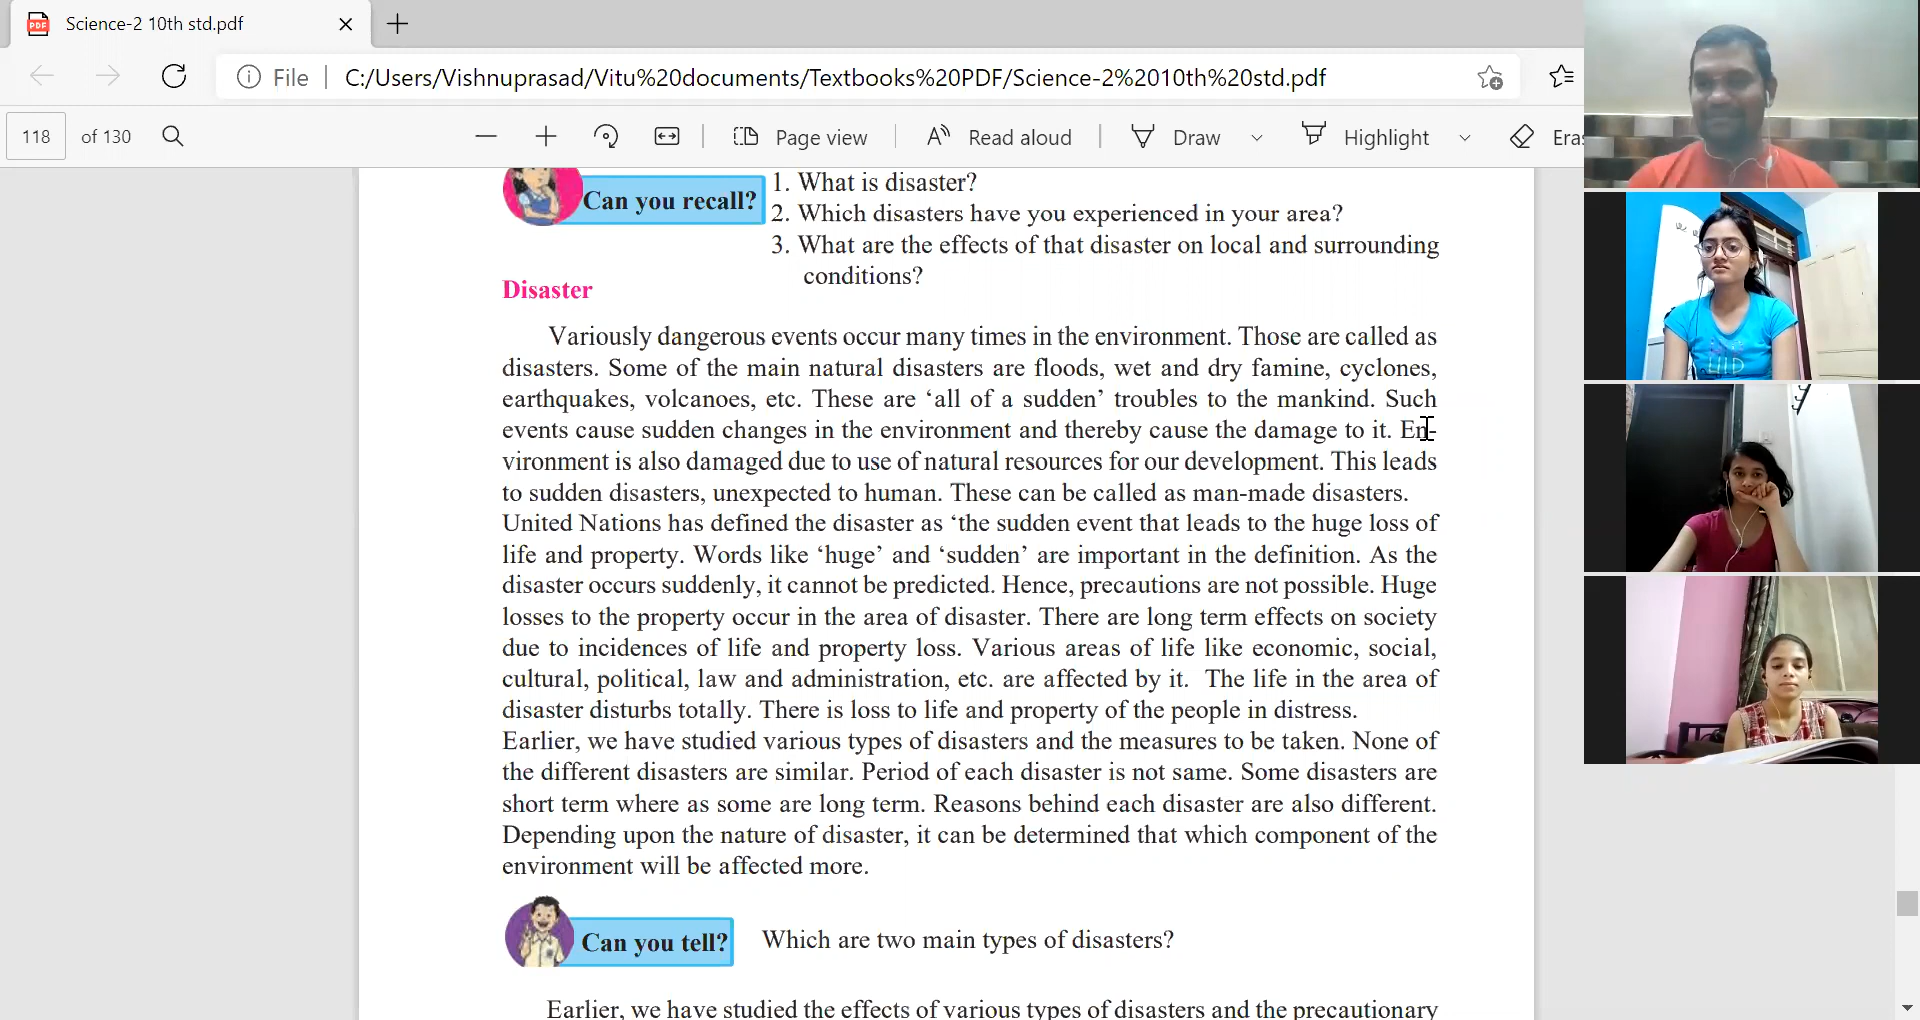 Science-2 10th std.pdf
File
C:/Users/Vishnuprasad/Vitu%20documents/Textbooks%20PDF/Science-2%2010th%20std.pdf
118 of 130
Page view
Read aloud
Draw
Highlight
Can you recall?
1. What is disaster?
2. Which disasters have you experienced in your area?
3. What are the effects of that disaster on local and surrounding
conditions?
Disaster
Variously dangerous events occur many times in the environment. Those are called as
disasters. Some of the main natural disasters are floods, wet and dry famine, cyclones,
earthquakes, volcanoes, etc. These are ‘all of a sudden’ troubles to the mankind. Such
events cause sudden changes in the environment and thereby cause the damage to it. En-
vironment is also damaged due to use of natural resources for our development. This leads
to sudden disasters, unexpected to human. These can be called as man-made disasters.
United Nations has defined the disaster as ‘the sudden event that leads to the huge loss of
life and property. Words like ‘huge’ and ‘sudden’ are important in the definition. As the
disaster occurs suddenly, it cannot be predicted. Hence, precautions are not possible. Huge
losses to the property occur in the area of disaster. There are long term effects on society
due to incidences of life and property loss. Various areas of life like economic, social,
cultural, political, law and administration, etc. are affected by it. The life in the area of
disaster disturbs totally. There is loss to life and property of the people in distress.
Earlier, we have studied various types of disasters and the measures to be taken. None of
the different disasters are similar. Period of each disaster is not same. Some disasters are
short term where as some are long term. Reasons behind each disaster are also different.
Depending upon the nature of disaster, it can be determined that which component of the
environment will be affected more.
Can you tell?
Which are two main types of disasters?
Earlier, we have studied the effects of various types of disasters and the precautionary